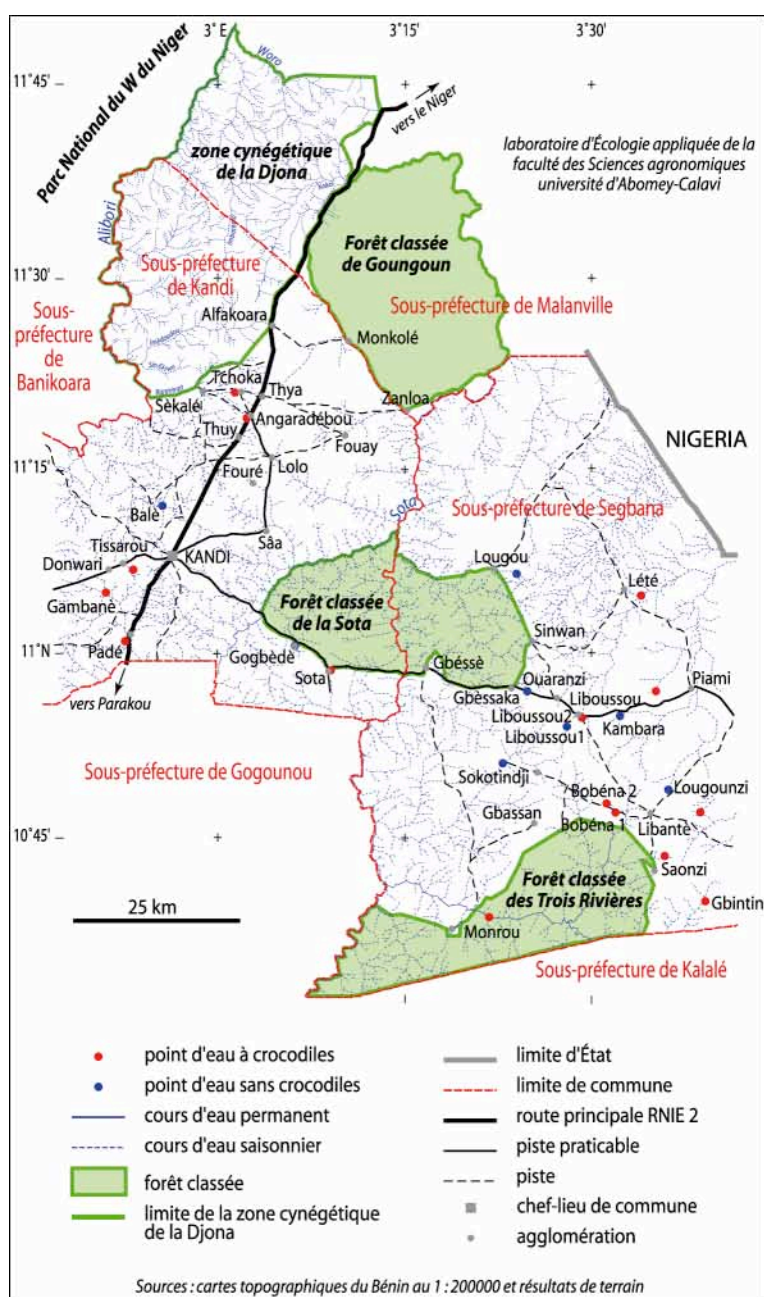 3° E
3°15'
3°30'
11°45'
11°30'
11°15'
11°N
10°45'
3°15'
3°30'
Parc National du W du Niger
Woro
vers le Niger
zone cynégétique
de la Djona
laboratoire d'Écologie appliquée de la
faculté des Sciences agronomiques
université d'Abomey-Calavi
Alibori
Forêt classée
de Goungoun
Sous-préfecture
de Kandi
Sous-préfecture de Malanville
Sous-
préfecture
de
Banikoara
Alfakoara
Monkolé
Zanloa
Tchoka
Thya
Sèkalé
Angaradébou
Thuy
Fouay
Fouré
Lolo
NIGERIA
Balé
Sota
Sous-préfecture de Segbana
Tissarou
Sâa
Donwari
KANDI
Lougou
Lété
Gambanè
Forêt classée
de la Sota
Sinwan
Padé
Gogbèdè
Gbéssè
Sota
Ouaranzi
Piami
vers Parakou
Gbèssaka
Liboussou
Liboussou2
Liboussou1
Kambara
Sous-préfecture de Gogounou
Sokotindji
Bobéna 2
Lougounzi
Gbassan
Bobéna 1
Libantè
Saonzi
Forêt classée
des Trois Rivières
Gbintin
25 km
Monrou
Sous-préfecture de Kalalé
point d'eau à crocodiles
point d'eau sans crocodiles
cours d'eau permanent
cours d'eau saisonnier
forêt classée
limite de la zone cynégétique
de la Djona
limite d'État
limite de commune
route principale RNIE 2
piste praticable
piste
chef-lieu de commune
agglomération
Sources : cartes topographiques du Bénin au 1 : 200000 et résultats de terrain